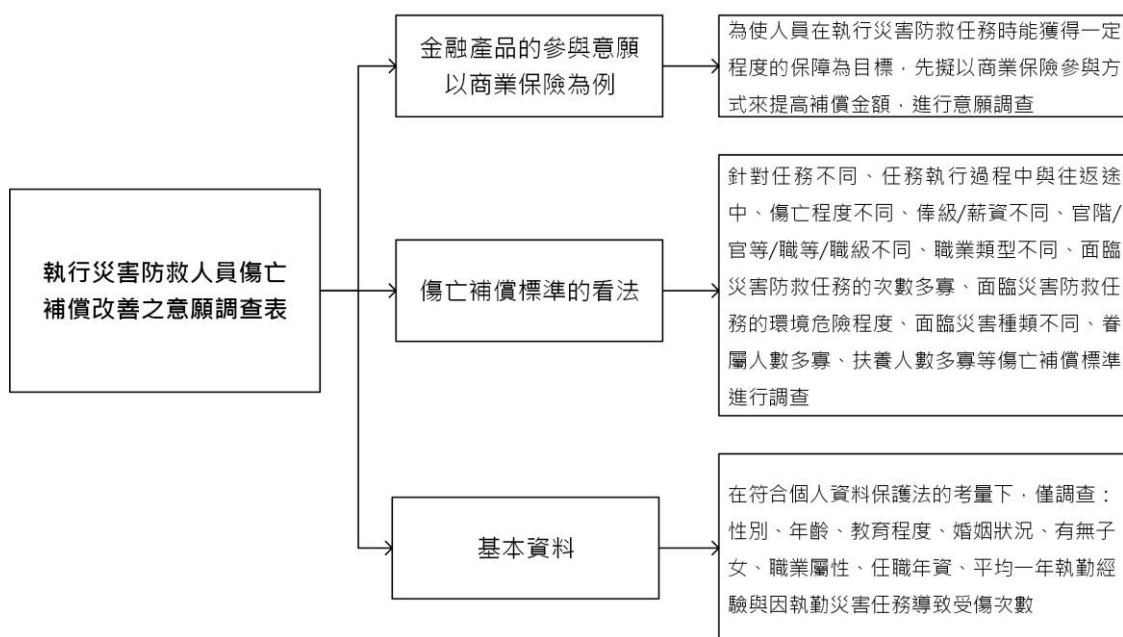 執行災害防救人員傷亡
補償改善之意願調查表
金融產品的參與意願
以商業保險為例
為使人員在執行災害防救任務時能獲得一定
程度的保障為目標，先擬以商業保險參與方
式來提高補償金額，進行意願調查
傷亡補償標準的看法
針對任務不同、任務執行過程中與往返途
中、傷亡程度不同、俸級/薪資不同、官階/
官等/職等/職級不同、職業類型不同、面臨
災害防救任務的次數多寡、面臨災害防救任
務的環境危險程度、面臨災害種類不同、眷
屬人數多寡、扶養人數多寡等傷亡補償標準
進行調查
基本資料
在符合個人資料保護法的考量下，僅調查：
性別、年齡、教育程度、婚姻狀況、有無子
女、職業屬性、任職年資、平均一年執勤經
驗與因執勤災害任務導致受傷次數